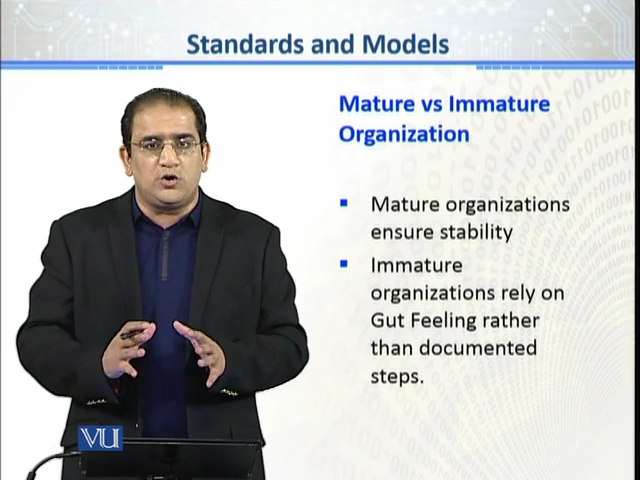 Standards and Models
Mature vs Immature
Organization
▪ Mature organizations
ensure stability
▪ Immature
organizations rely on
Gut Feeling rather
than documented
steps.
VU